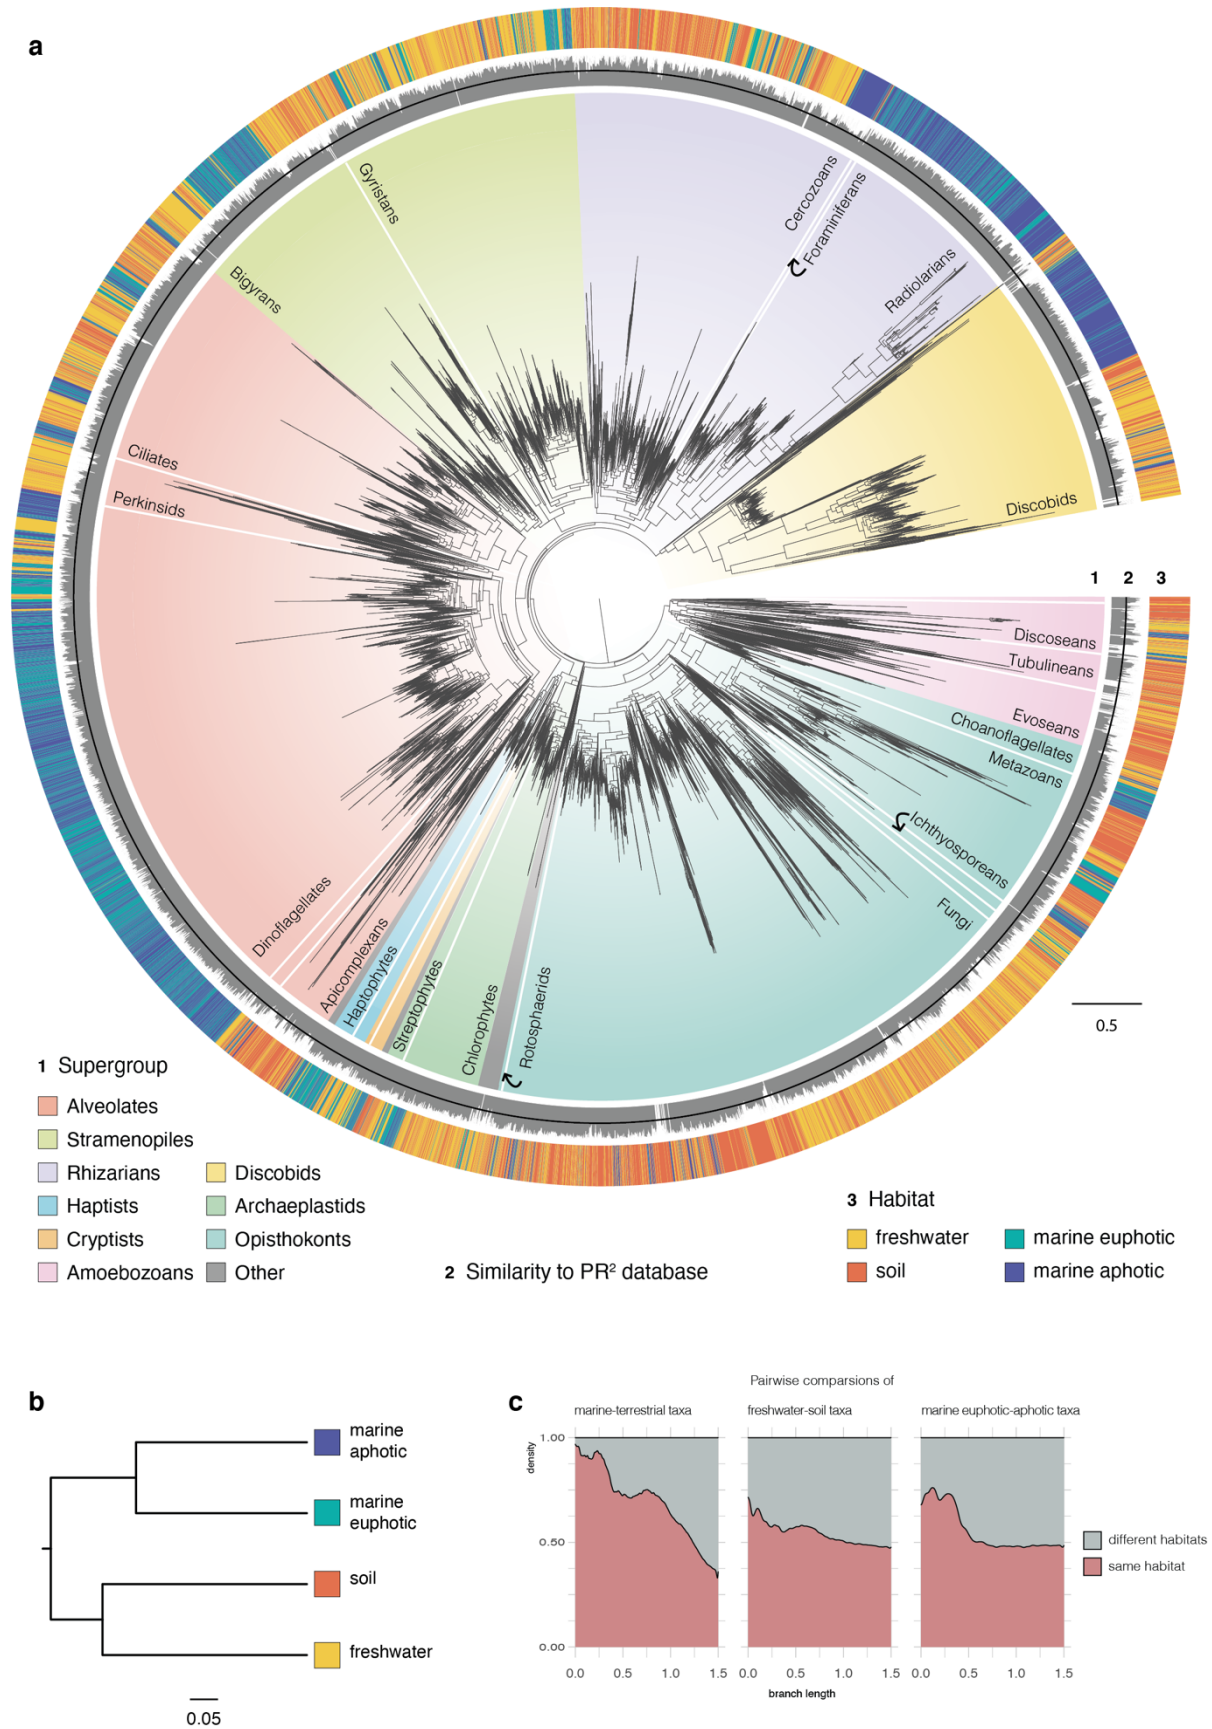 a
Gyristans
Cercozoans
Foraminiferans
Bigyrans
Radiolarians
Ciliates
Perkinsids
Discobids
1 2 3
Discoseans
Tubulineans
Evoseans
Choanoflagellates
Metazoans
Ichthyosporeans
Fungi
Dinoflagellates
Apicomplexans
Haptophytes
Streptophytes
Chlorophytes
Rotosphaerids
0.5
1 Supergroup
Alveolates
Stramenopiles
Rhizarians
Discobids
Haptists
Archaeplastids
Cryptists
Opisthokonts
Amoebozoans
Other
2 Similarity to PR² database
3 Habitat
freshwater
marine euphotic
soil
marine aphotic
b
marine
aphotic
marine
euphotic
soil
freshwater
0.05
c
Pairwise comparsions of
marine-terrestrial taxa
freshwater-soil taxa
marine euphotic-aphotic taxa
density
1.00
0.50
0.00
0.0 0.5 1.0 1.5
0.0 0.5 1.0 1.5
0.0 0.5 1.0 1.5
branch length
different habitats
same habitat